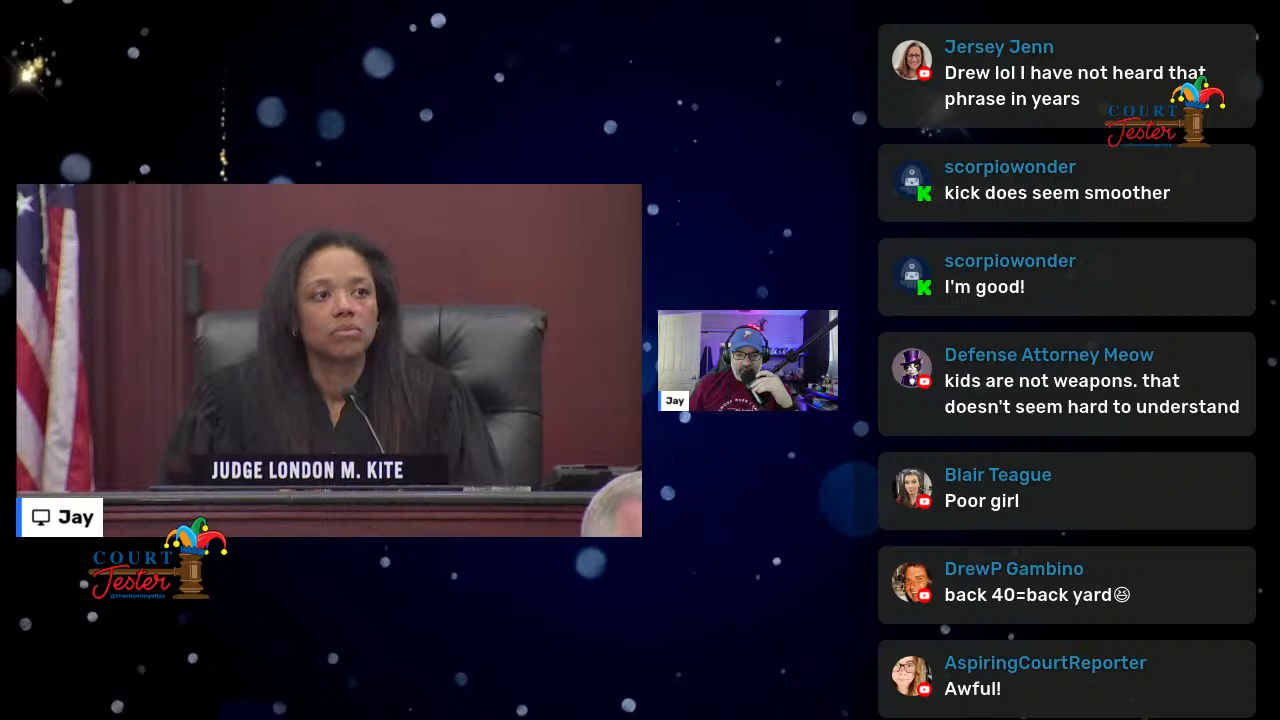 JUDGE LONDON M. KITE
Jay
COURT
Jester
Jay
Jersey Jenn
Drew lol I have not heard that
phrase in years
COURT
Jester
scorpiowonder
kick does seem smoother
scorpiowonder
I'm good!
Defense Attorney Meow
kids are not weapons. that
doesn't seem hard to understand
Blair Teague
Poor girl
DrewP Gambino
back 40=back yard😆
AspiringCourtReporter
Awful!